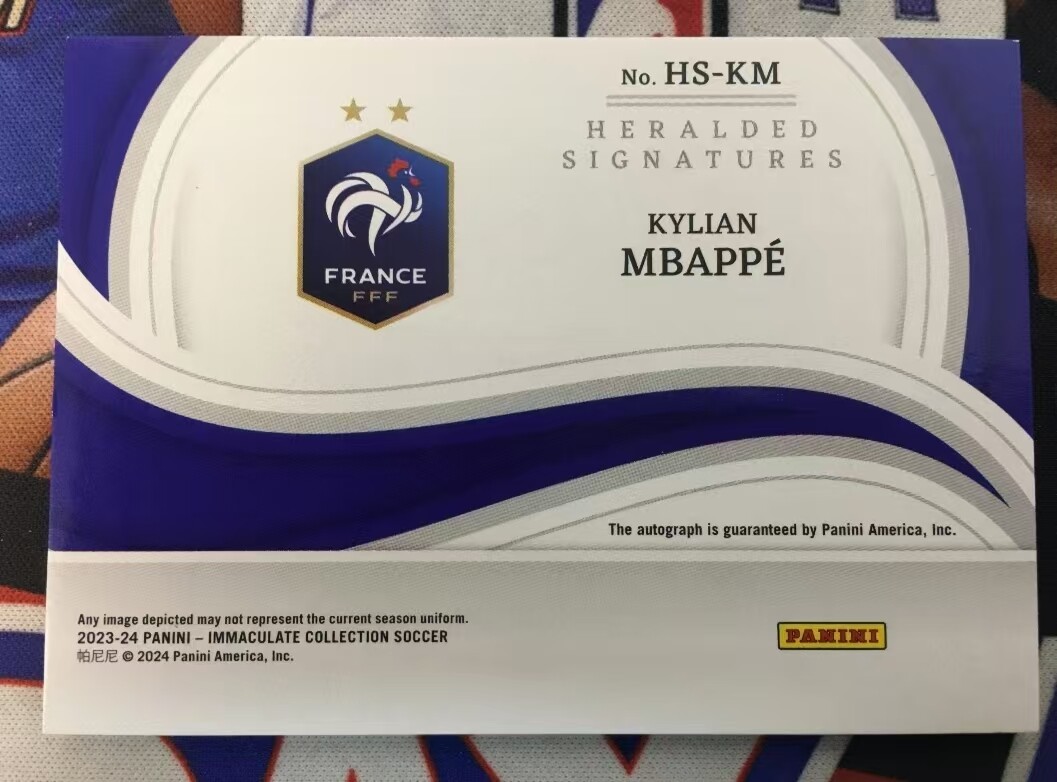 No. HS-KM
HERALDED
SIGNATURES
KYLIAN
MBAPPÉ
FRANCE
FFF
The autograph is guaranteed by Panini America, Inc.
Any image depicted may not represent the current season uniform.
2023-24 PANINI – IMMACULATE COLLECTION SOCCER
帕尼尼 © 2024 Panini America, Inc.
PANINI